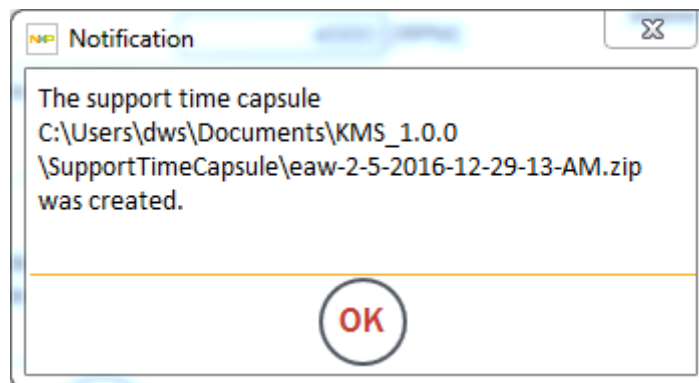 NXP Notification
The support time capsule
C:\Users\dws\Documents\KMS_1.0.0
\SupportTimeCapsule\eaw-2-5-2016-12-29-13-AM.zip
was created.
OK